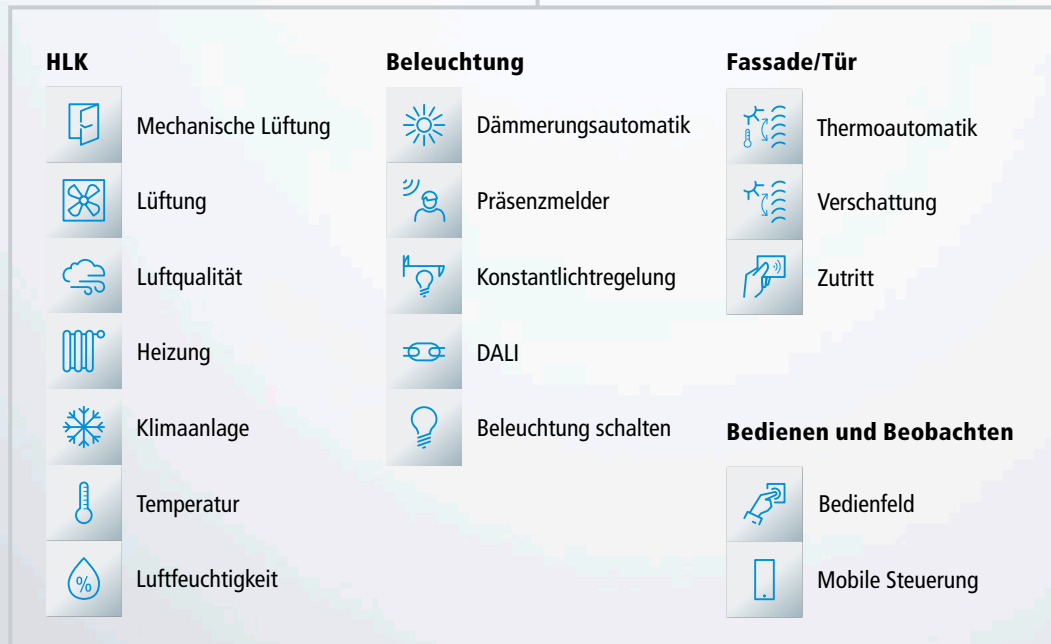 HLK
Mechanische Lüftung
Lüftung
Luftqualität
Heizung
Klimaanlage
Temperatur
%
Luftfeuchtigkeit
Beleuchtung
Dämmerungsautomatik
Präsenzmelder
Konstantlichtregelung
DALI
Beleuchtung schalten
Fassade/Tür
Thermoautomatik
Verschattung
Zutritt
Bedienen und Beobachten
Bedienfeld
Mobile Steuerung